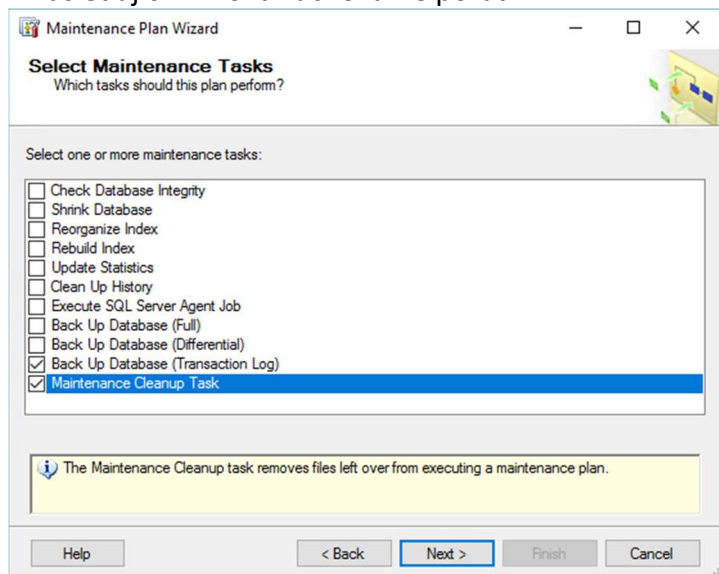 Maintenance Plan Wizard
Select Maintenance Tasks
Which tasks should this plan perform?
Select one or more maintenance tasks:
Check Database Integrity
Shrink Database
Reorganize Index
Rebuild Index
Update Statistics
Clean Up History
Execute SQL Server Agent Job
Back Up Database (Full)
Back Up Database (Differential)
Back Up Database (Transaction Log)
Maintenance Cleanup Task
The Maintenance Cleanup task removes files left over from executing a maintenance plan.
Help
< Back
Next >
Finish
Cancel